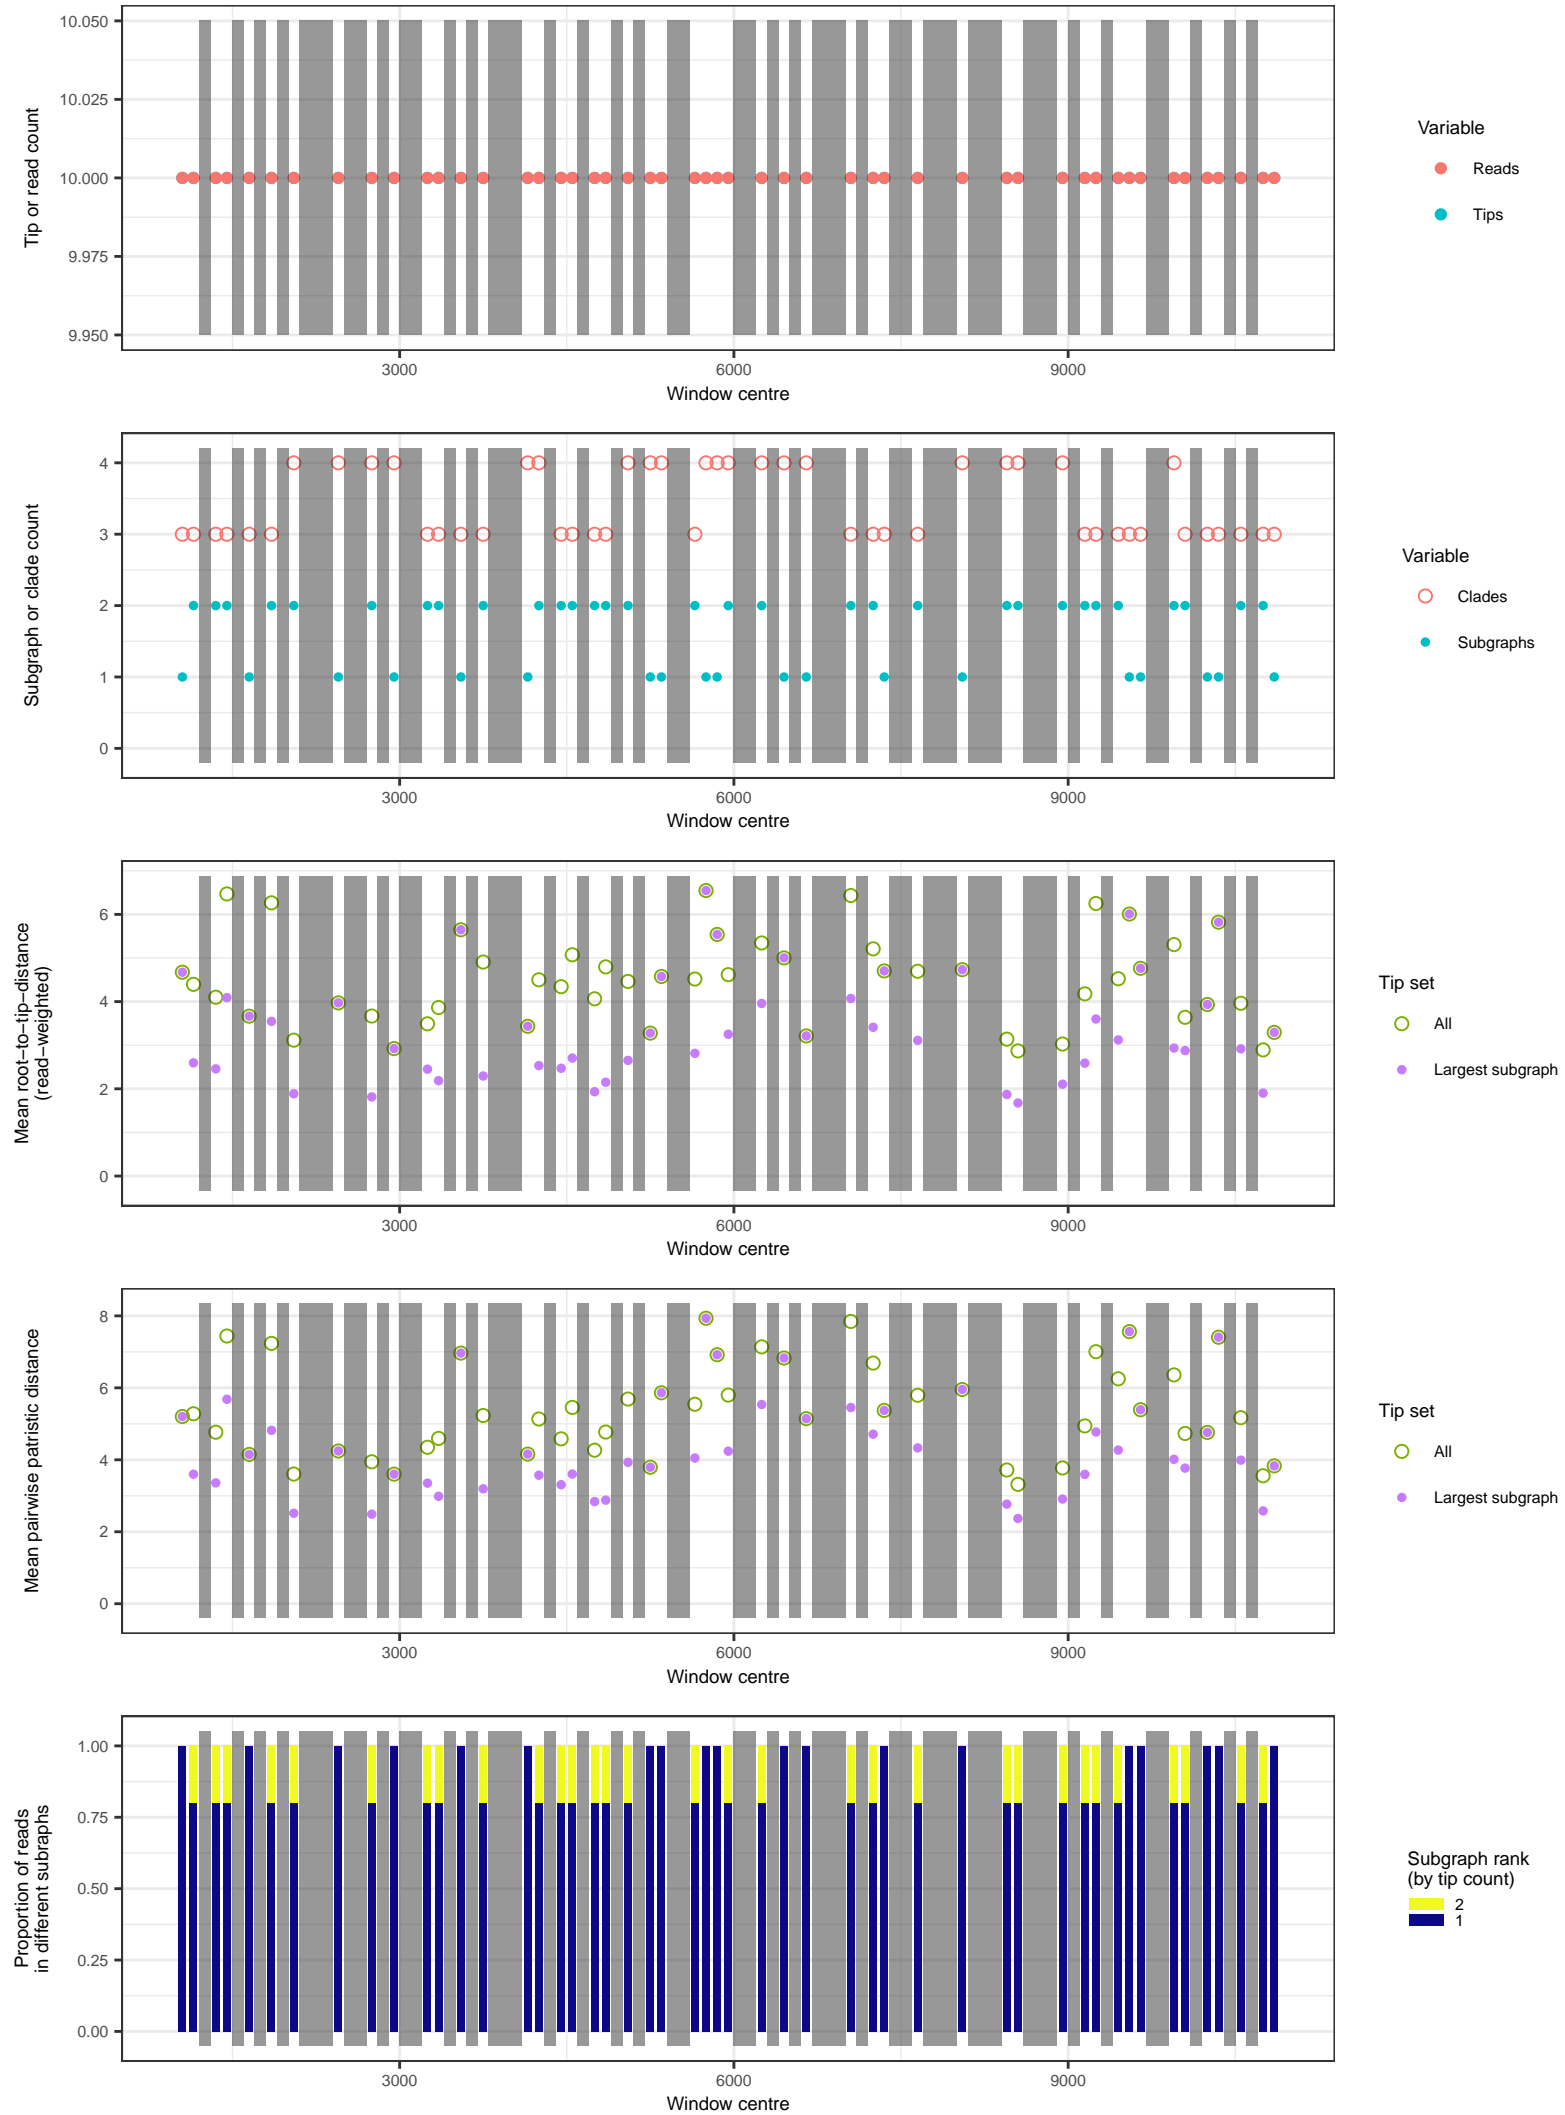 10.050
10.025
10.000
9.975
9.950
Tip or read count
3000
6000
9000
Window centre
Variable
Reads
Tips
4
3
2
1
0
Subgraph or clade count
3000
6000
9000
Window centre
Variable
Clades
Subgraphs
6
4
2
0
Mean root−to−tip−distance
(read−weighted)
3000
6000
9000
Window centre
Tip set
All
Largest subgraph
8
6
4
2
0
Mean pairwise patristic distance
3000
6000
9000
Window centre
Tip set
All
Largest subgraph
1.00
0.75
0.50
0.25
0.00
Proportion of reads
in different subraphs
3000
6000
9000
Window centre
Subgraph rank
(by tip count)
2
1